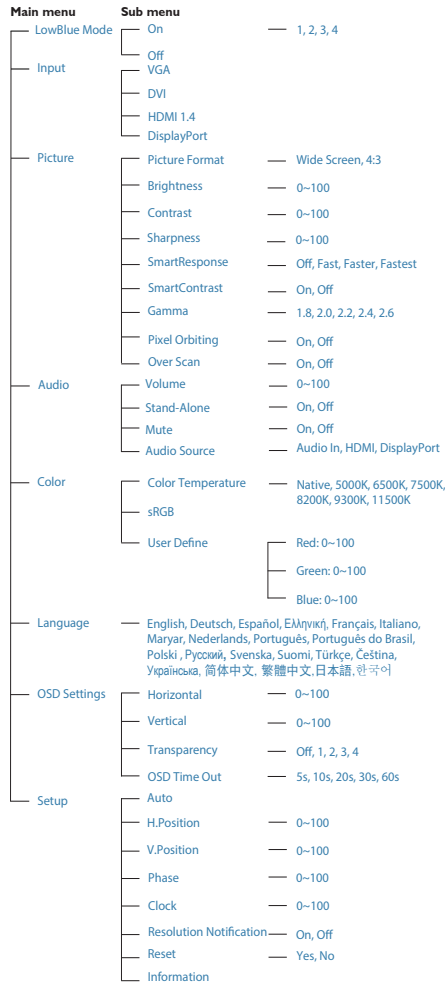 Main menu Sub menu
LowBlue Mode On 1, 2, 3, 4
Off
Input VGA
DVI
HDMI 1.4
DisplayPort
Picture Picture Format Wide Screen, 4:3
Brightness 0~100
Contrast 0~100
Sharpness 0~100
SmartResponse Off, Fast, Faster, Fastest
SmartContrast On, Off
Gamma 1.8, 2.0, 2.2, 2.4, 2.6
Pixel Orbiting On, Off
Over Scan On, Off
Audio Volume 0~100
Stand-Alone On, Off
Mute On, Off
Audio Source Audio In, HDMI, DisplayPort
Color Color Temperature Native, 5000K, 6500K, 7500K,
8200K, 9300K, 11500K
sRGB
User Define Red: 0~100
Green: 0~100
Blue: 0~100
Language English, Deutsch, Español, Ελληνική, Français, Italiano,
Maryar, Nederlands, Português, Português do Brasil,
Polski , Русский, Svenska, Suomi, Türkçe, Čeština,
Українська, 简体中文, 繁體中文,日本語,한국어
OSD Settings Horizontal 0~100
Vertical 0~100
Transparency Off, 1, 2, 3, 4
OSD Time Out 5s, 10s, 20s, 30s, 60s
Setup Auto
H.Position 0~100
V.Position 0~100
Phase 0~100
Clock 0~100
Resolution Notification On, Off
Reset Yes, No
Information